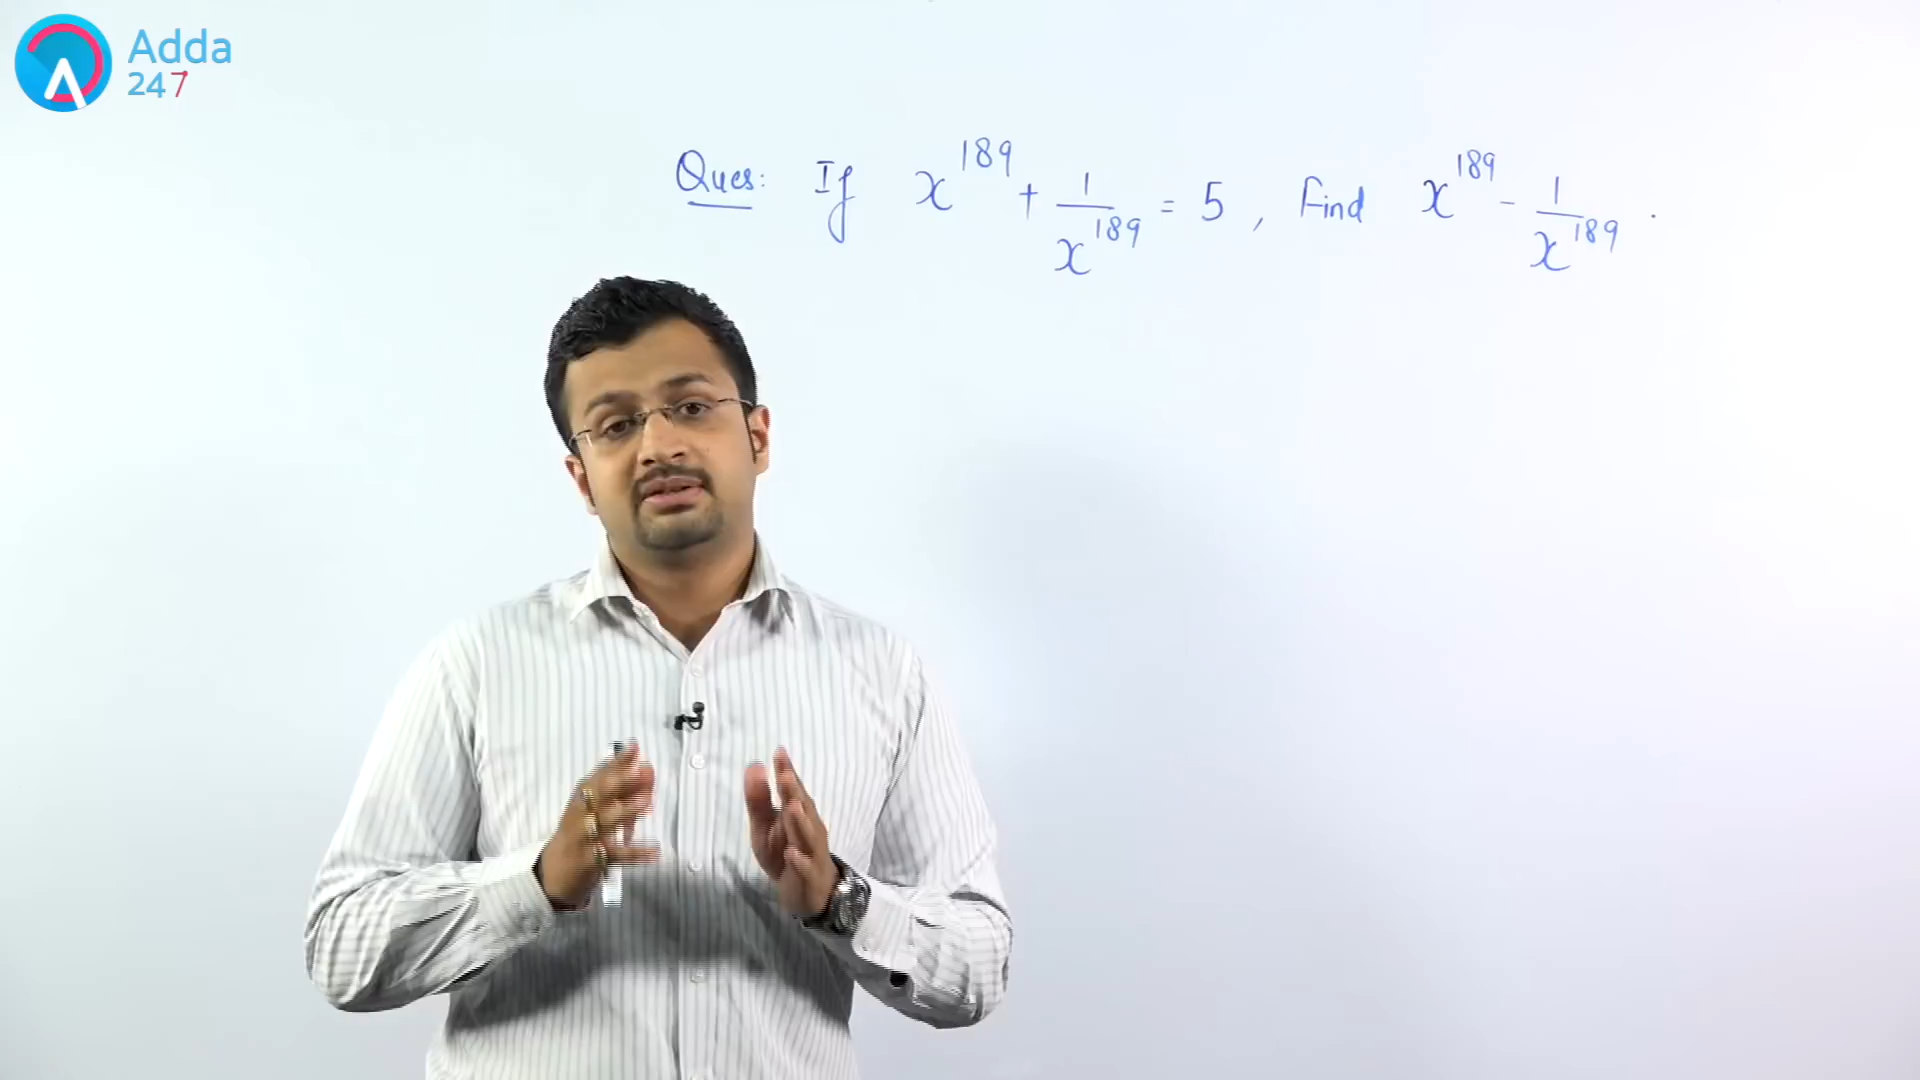 Adda
247
Ques: If x^189 + 1/x^189 = 5, Find x^189 - 1/x^189.